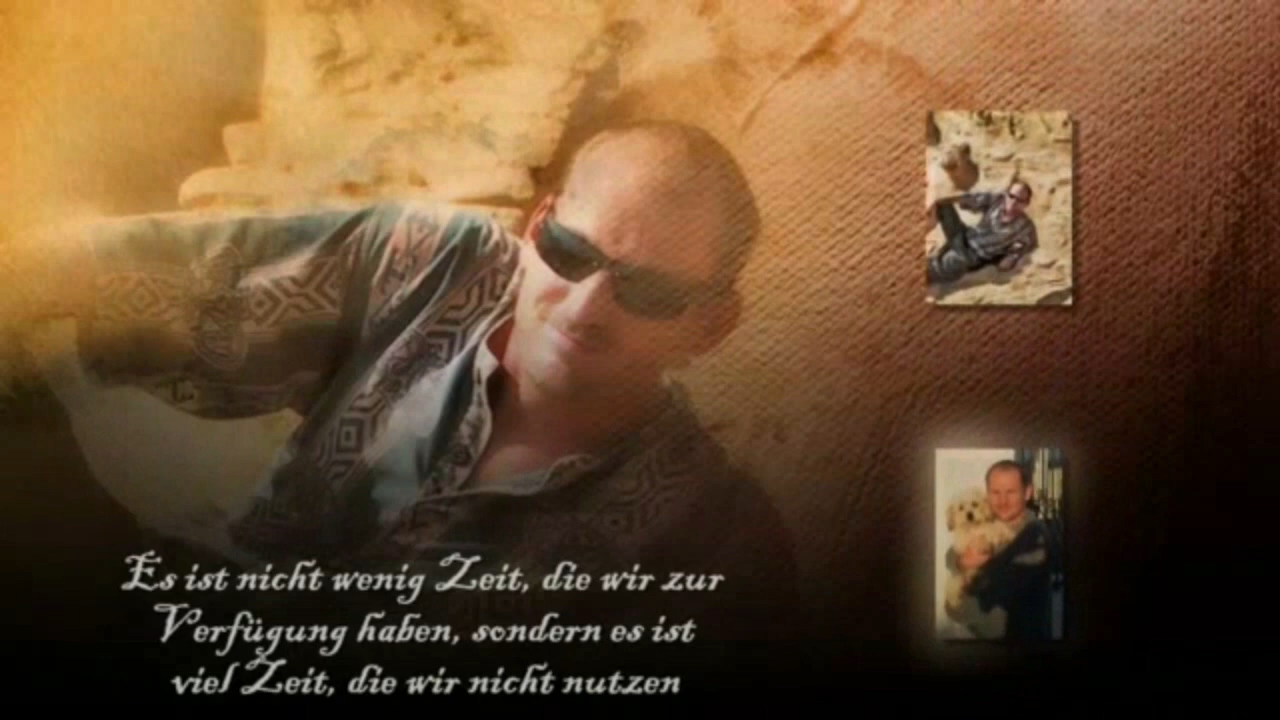 Es ist nicht wenig Zeit, die wir zur
Verfügung haben, sondern es ist
viel Zeit, die wir nicht nutzen